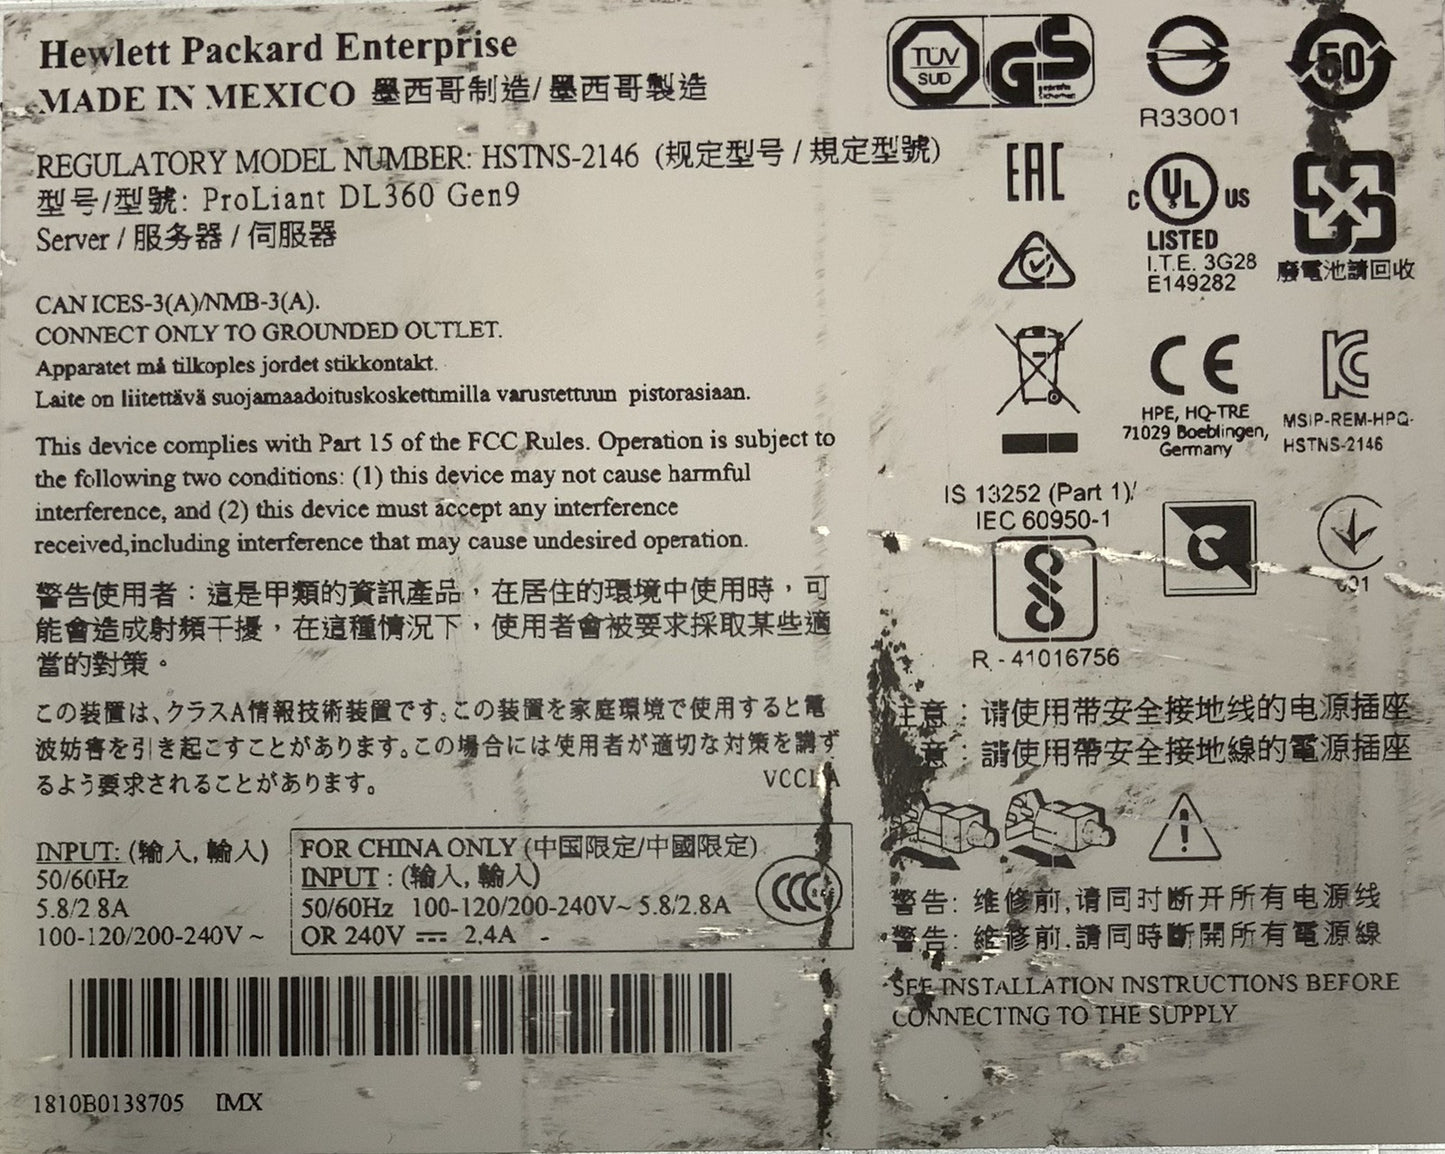 Hewlett Packard Enterprise
MADE IN MEXICO 墨西哥制造/ 墨西哥製造
REGULATORY MODEL NUMBER: HSTNS-2146 (规定型号 / 規定型號)
型号/型號: ProLiant DL360 Gen9
Server / 服务器 / 伺服器
CAN ICES-3(A)/NMB-3(A).
CONNECT ONLY TO GROUNDED OUTLET.
Apparatet må tilkoples jordet stikkontakt.
Laite on liitettävä suojamaadoituskoskettimilla varustettuun pistorasiaan.
This device complies with Part 15 of the FCC Rules. Operation is subject to
the following two conditions: (1) this device may not cause harmful
interference, and (2) this device must accept any interference
received,including interference that may cause undesired operation.
警告使用者：這是甲類的資訊產品，在居住的環境中使用時，可
能會造成射頻干擾，在這種情況下，使用者會被要求採取某些適
當的對策。
この装置は、クラスA情報技術装置です。この装置を家庭環境で使用すると電
波妨害を引き起こすことがあります。この場合には使用者が適切な対策を講ず
るよう要求されることがあります。
VCCI-A
INPUT: (输入, 輸入)
50/60Hz
5.8/2.8A
100-120/200-240V ~
FOR CHINA ONLY (中国限定/中國限定)
INPUT : (输入, 輸入)
50/60Hz 100-120/200-240V~ 5.8/2.8A
OR 240V ⎓ 2.4A
1810B0138705 IMX
TÜV
SÜD
GS
geprüfte
Sicherheit
R33001
50
EAC
C UL US
LISTED
I.T.E. 3G28
E149282
廢電池請回收
CE
HPE, HQ-TRE
71029 Boeblingen,
Germany
MSIP-REM-HPQ-
HSTNS-2146
IS 13252 (Part 1)/
IEC 60950-1
R - 41016756
注意：请使用带安全接地线的电源插座
意：請使用帶安全接地線的電源插座
警告: 维修前,请同时断开所有电源线
警告: 維修前,請同時斷開所有電源線
SEE INSTALLATION INSTRUCTIONS BEFORE
CONNECTING TO THE SUPPLY